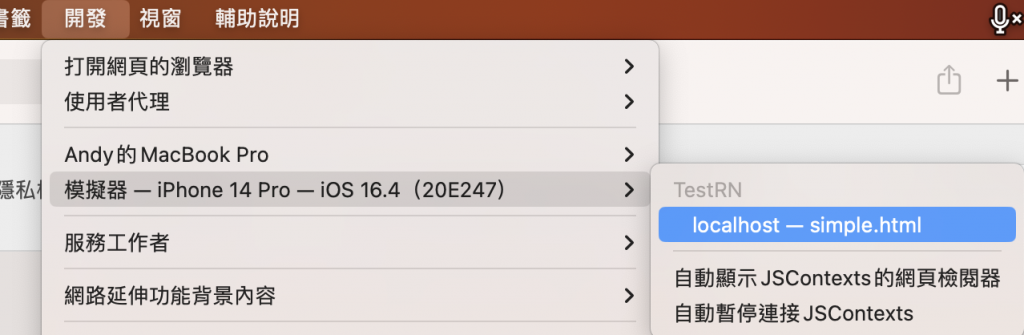 書籤 開發 視窗 輔助說明
打開網頁的瀏覽器
使用者代理
Andy的MacBook Pro
隱私
模擬器 — iPhone 14 Pro — iOS 16.4（20E247）
TestRN
localhost — simple.html
服務工作者
自動顯示JSContexts的網頁檢閱器
網路延伸功能背景內容
自動暫停連接JSContexts